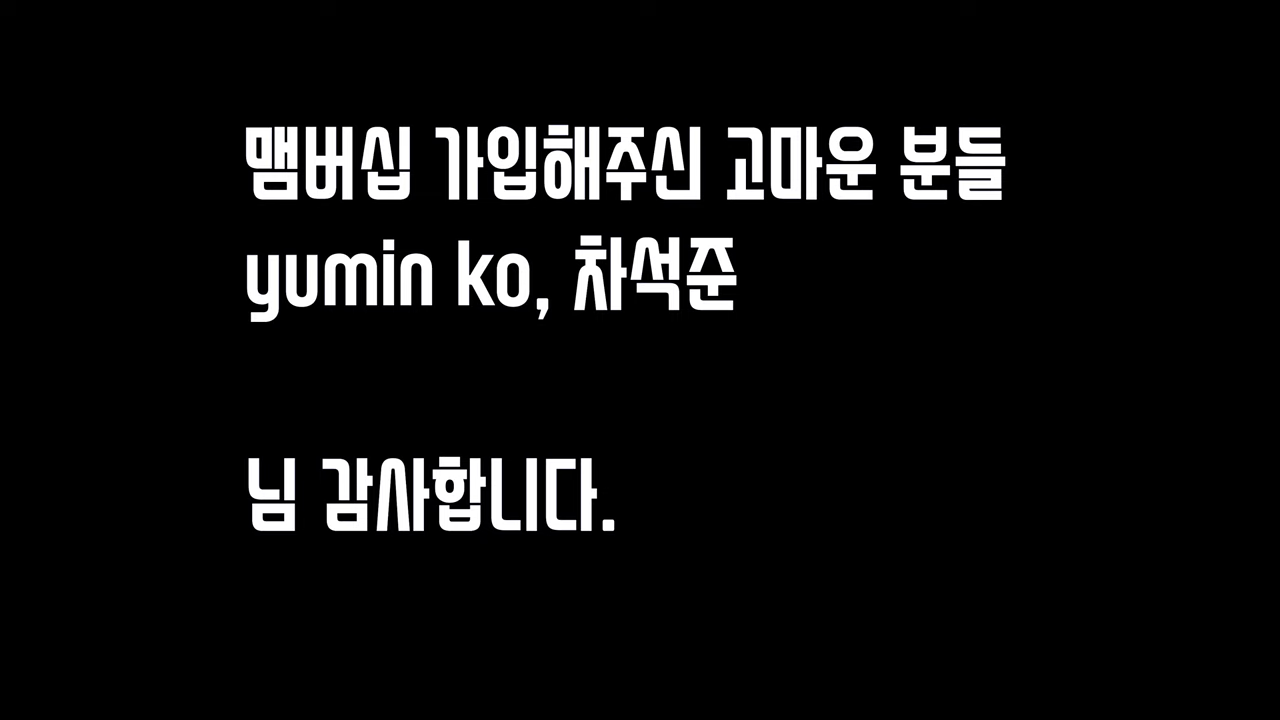 맴버십 가입해주신 고마운 분들
yumin ko, 차석준
님 감사합니다.